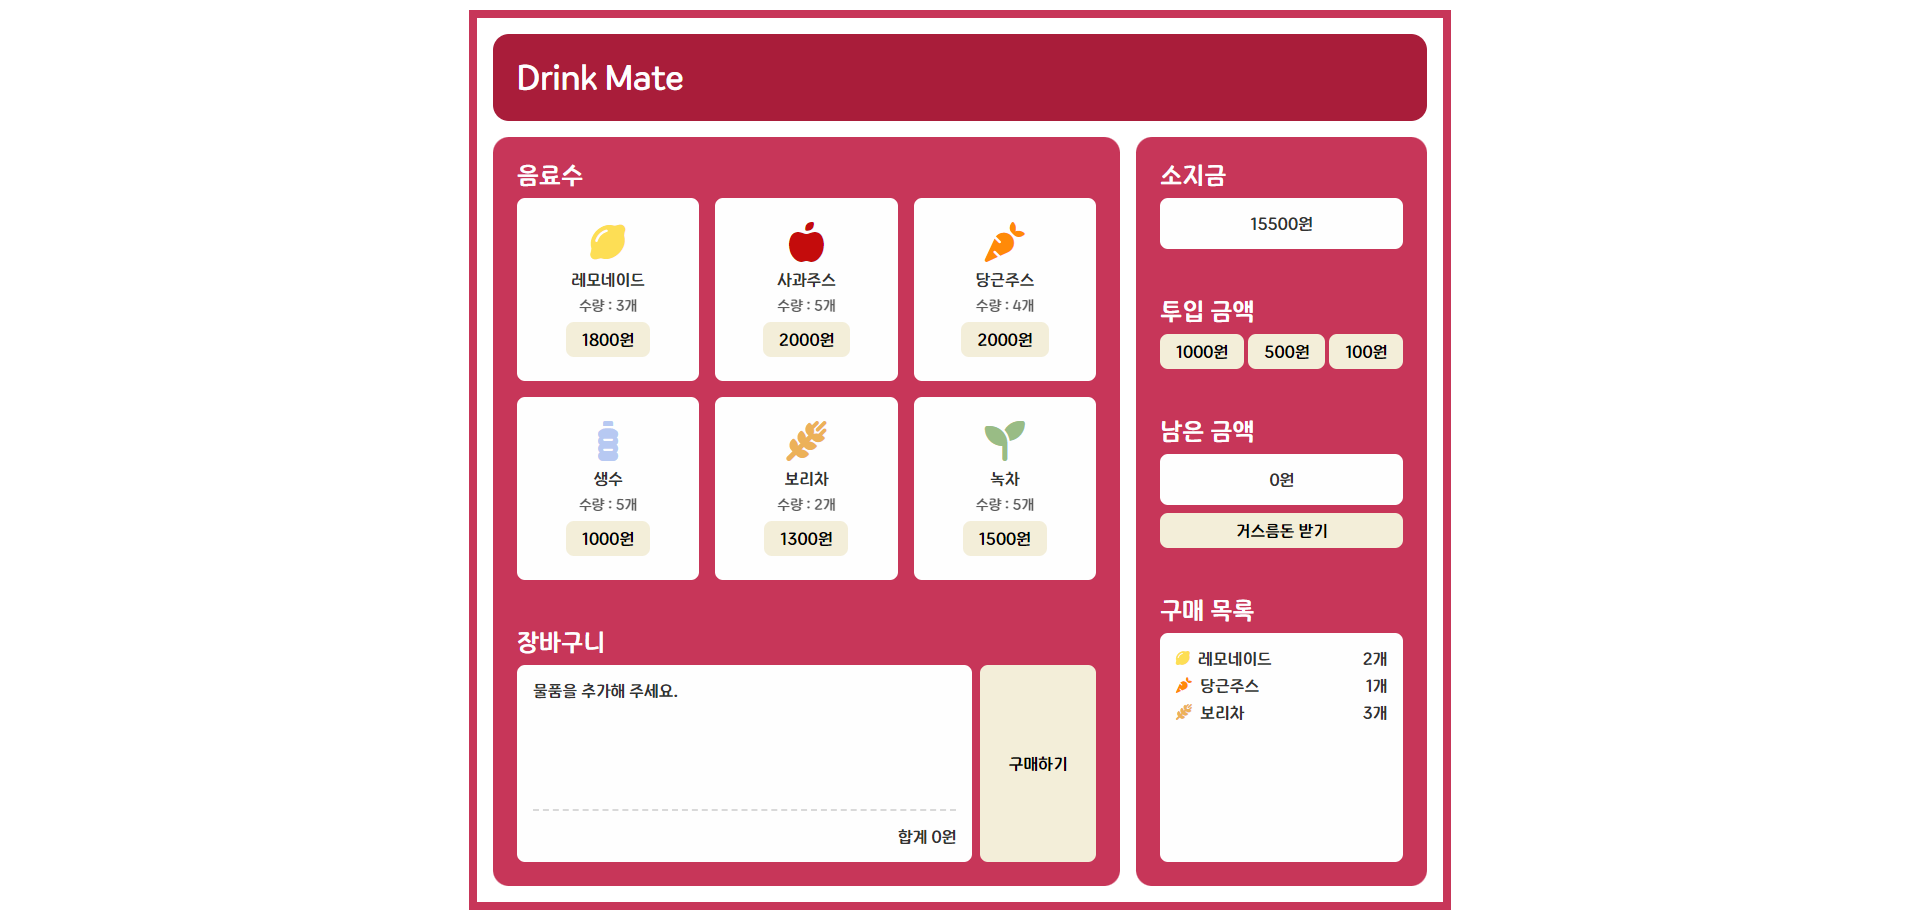 Drink Mate
음료수
레모네이드
수량 : 3개
1800원
사과주스
수량 : 5개
2000원
당근주스
수량 : 4개
2000원
생수
수량 : 5개
1000원
보리차
수량 : 2개
1300원
녹차
수량 : 5개
1500원
장바구니
물품을 추가해 주세요.
합계 0원
구매하기
소지금
15500원
투입 금액
1000원 500원 100원
남은 금액
0원
거스름돈 받기
구매 목록
레모네이드 2개
당근주스 1개
보리차 3개